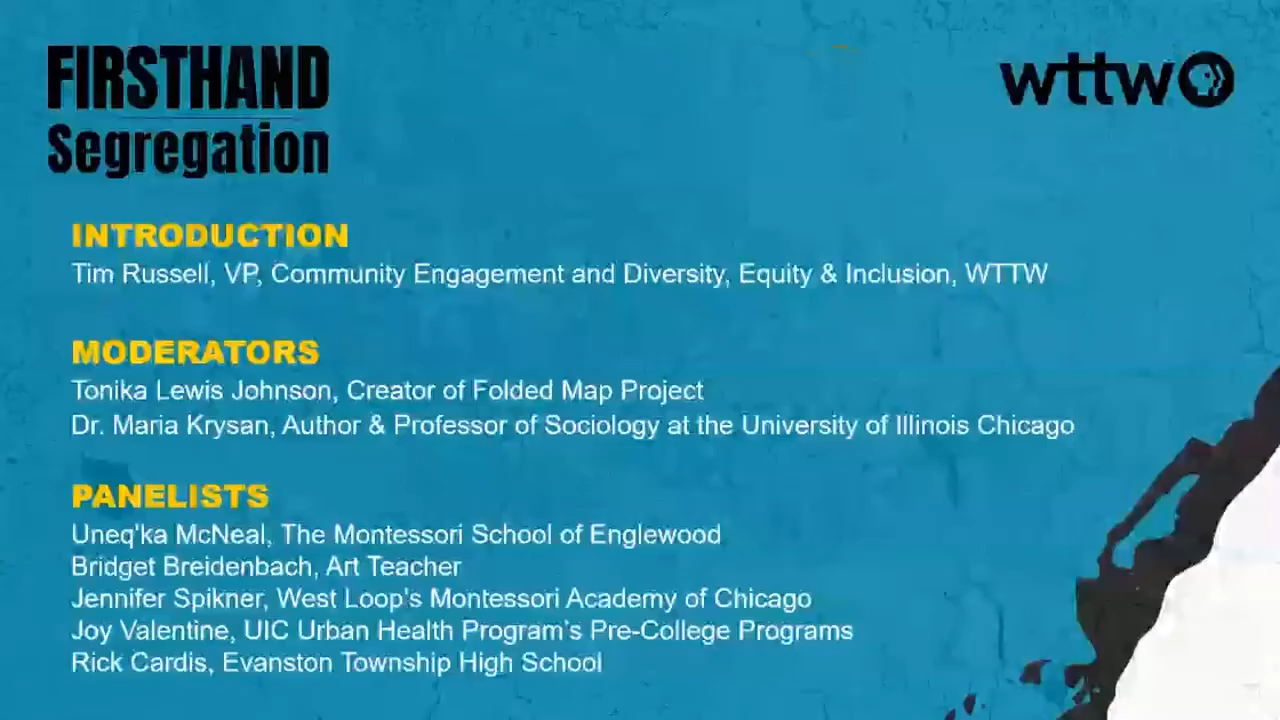 FIRSTHAND
Segregation
wttw
INTRODUCTION
Tim Russell, VP, Community Engagement and Diversity, Equity & Inclusion, WTTW
MODERATORS
Tonika Lewis Johnson, Creator of Folded Map Project
Dr. Maria Krysan, Author & Professor of Sociology at the University of Illinois Chicago
PANELISTS
Uneq'ka McNeal, The Montessori School of Englewood
Bridget Breidenbach, Art Teacher
Jennifer Spikner, West Loop's Montessori Academy of Chicago
Joy Valentine, UIC Urban Health Program’s Pre-College Programs
Rick Cardis, Evanston Township High School